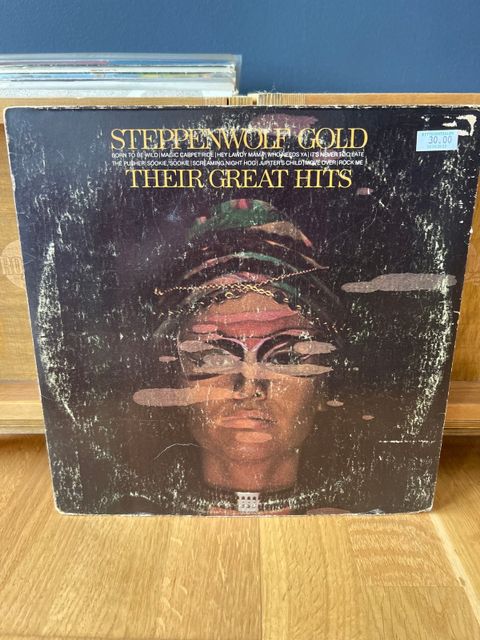 STEPPENWOLF GOLD
BORN TO BE WILD | MAGIC CARPET RIDE | HEY LAWDY MAMA | WHO NEEDS YA | IT'S NEVER TOO LATE
THE PUSHER | SOOKIE, SOOKIE | SCREAMING NIGHT HOG | JUPITER'S CHILD | MOVE OVER | ROCK ME
THEIR GREAT HITS
30.00